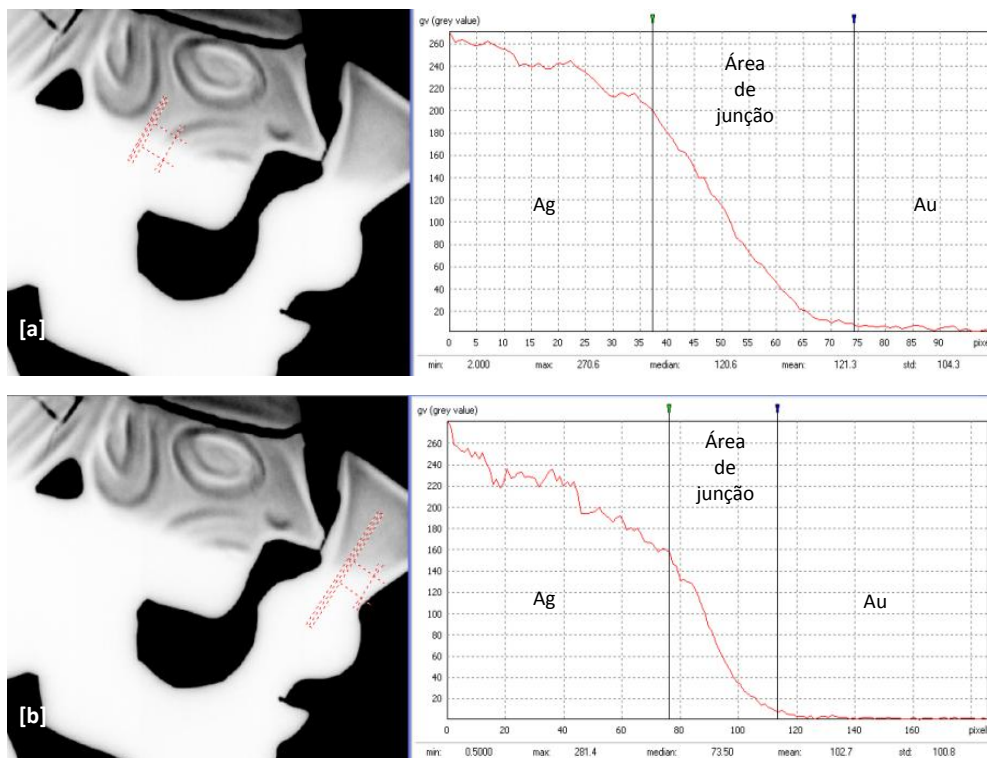 gv (grey value)
260
240
220
200
180
160
140
120
100
80
60
40
20
Área
de
junção
Ag
Au
[a]
0 5 10 15 20 25 30 35 40 45 50 55 60 65 70 75 80 85 90 pixel
min: 2.000 max: 270.6 median: 120.6 mean: 121.3 std: 104.3
gv (grey value)
260
240
220
200
180
160
140
120
100
80
60
40
20
Área
de
junção
Ag
Au
[b]
0 20 40 60 80 100 120 140 160 pixel
min: 0.5000 max: 281.4 median: 73.50 mean: 102.7 std: 100.8